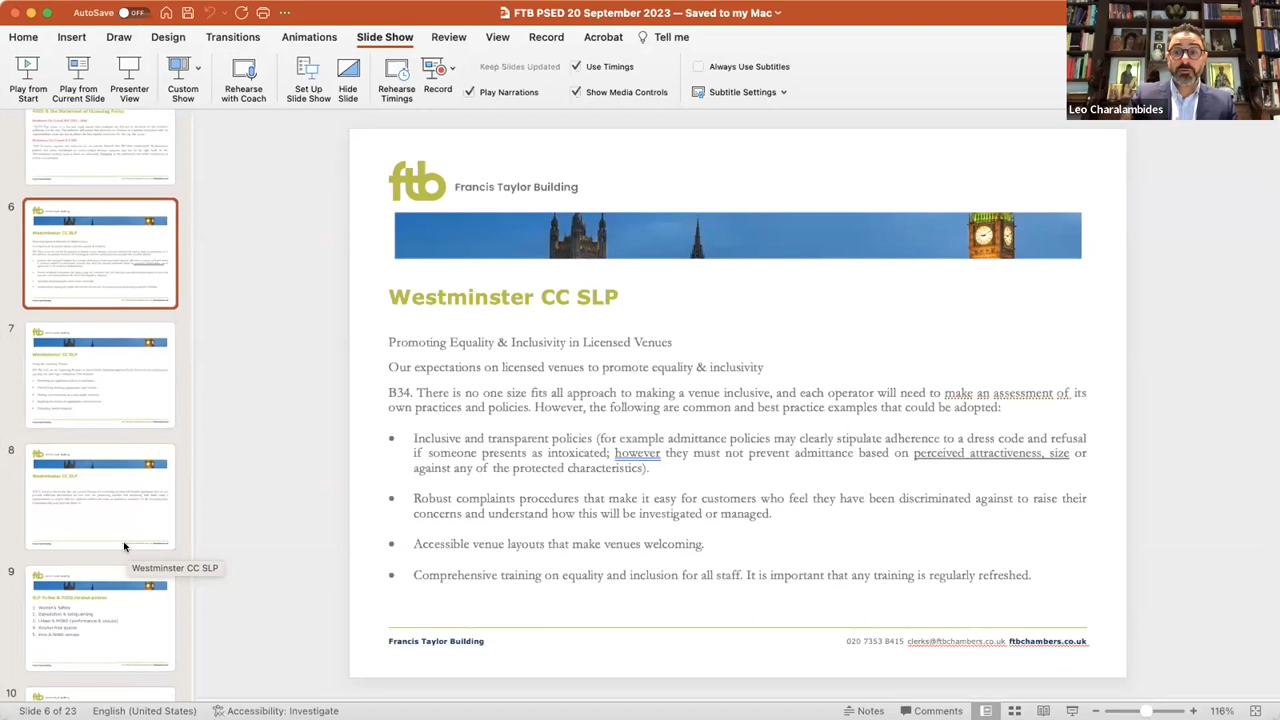 AutoSave OFF
FTB PSED 20 September 2023 — Saved to my Mac
Home Insert Draw Design Transitions Animations Slide Show Review View Record Acrobat Tell me
Play from Start
Play from Current Slide
Presenter View
Custom Show
Rehearse with Coach
Set Up Slide Show
Hide Slide
Rehearse Timings
Record
Keep Slides Updated
Use Timings
Play Narrations
Show Media Controls
Always Use Subtitles
Subtitle Settings
Leo Charalambides
6
Westminster CC SLP
7
Westminster CC SLP
8
Westminster CC SLP
Westminster CC SLP
9
10
ftb Francis Taylor Building
Westminster CC SLP
Promoting Equality & Inclusivity in Licensed Venues
Our expectations licensed venues to promote equality & inclusivity
B34. There is no one size fits all approach to making a venue inclusive, and each operator will need to make an assessment of its
own practices and policies. However, the following are common and best practice examples that could be adopted:
• Inclusive and transparent policies (for example admittance policies may clearly stipulate adherence to a dress code and refusal
if someone presents as intoxicated; however they must not prevent admittance based on perceived attractiveness, size or
against any of the protected characteristics).
• Robust complaints procedures that make it easy for customers who feel they have been discriminated against to raise their
concerns and understand how this will be investigated or managed.
• Accessible venue layouts that make venues welcoming.
• Comprehensive training on equality and inclusion for all staff. It is important that any training is regularly refreshed.
Francis Taylor Building
020 7353 8415 clerks@ftbchambers.co.uk ftbchambers.co.uk
Slide 6 of 23 English (United States) Accessibility: Investigate
Notes Comments 116%